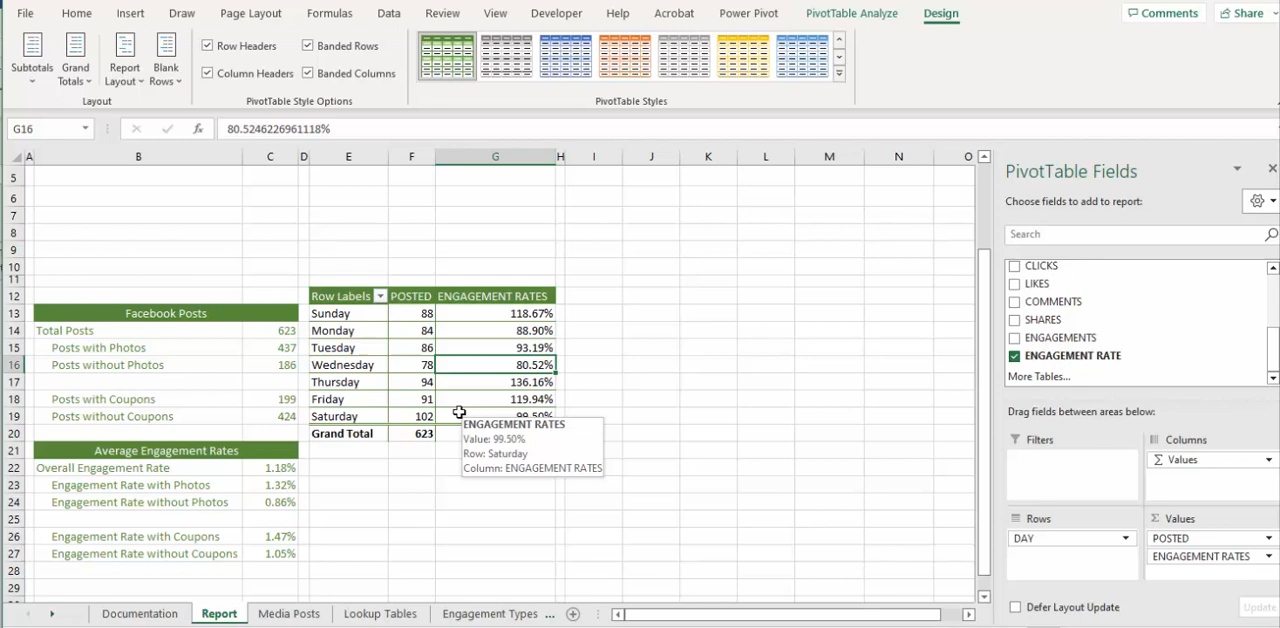 File Home Insert Draw Page Layout Formulas Data Review View Developer Help Acrobat Power Pivot PivotTable Analyze Design Comments Share
Subtotals Grand Totals Report Layout Blank Rows
Row Headers Banded Rows
Column Headers Banded Columns
Layout PivotTable Style Options PivotTable Styles
G16 fx 80.5246226961118%
A B C D E F G H I J K L M N O
5
6
7
8
9
10
11
12 Row Labels POSTED ENGAGEMENT RATES
13 Facebook Posts Sunday 88 118.67%
14 Total Posts 623 Monday 84 88.90%
15 Posts with Photos 437 Tuesday 86 93.19%
16 Posts without Photos 186 Wednesday 78 80.52%
17 Thursday 94 136.16%
18 Posts with Coupons 199 Friday 91 119.94%
19 Posts without Coupons 424 Saturday 102 99.50%
20 Grand Total 623
21 Average Engagement Rates
22 Overall Engagement Rate 1.18%
23 Engagement Rate with Photos 1.32%
24 Engagement Rate without Photos 0.86%
25
26 Engagement Rate with Coupons 1.47%
27 Engagement Rate without Coupons 1.05%
28
29
ENGAGEMENT RATES
Value: 99.50%
Row: Saturday
Column: ENGAGEMENT RATES
Documentation Report Media Posts Lookup Tables Engagement Types ...
PivotTable Fields
Choose fields to add to report:
Search
CLICKS
LIKES
COMMENTS
SHARES
ENGAGEMENTS
ENGAGEMENT RATE
More Tables...
Drag fields between areas below:
Filters
Columns
Σ Values
Rows
DAY
Σ Values
POSTED
ENGAGEMENT RATES
Defer Layout Update
Update